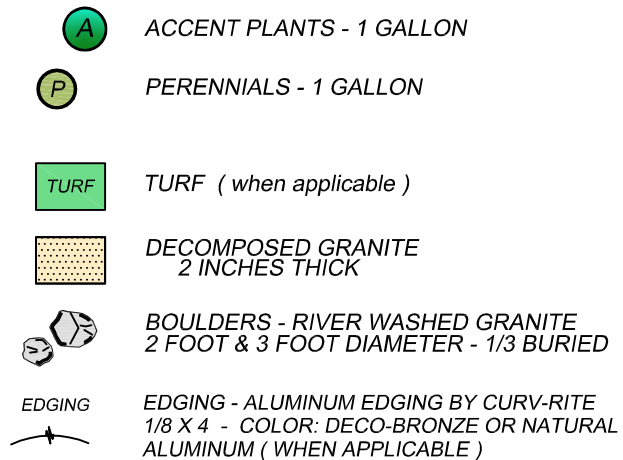 A ACCENT PLANTS - 1 GALLON
P PERENNIALS - 1 GALLON
TURF TURF ( when applicable )
DECOMPOSED GRANITE
2 INCHES THICK
BOULDERS - RIVER WASHED GRANITE
2 FOOT & 3 FOOT DIAMETER - 1/3 BURIED
EDGING EDGING - ALUMINUM EDGING BY CURV-RITE
1/8 X 4 - COLOR: DECO-BRONZE OR NATURAL
ALUMINUM ( WHEN APPLICABLE )